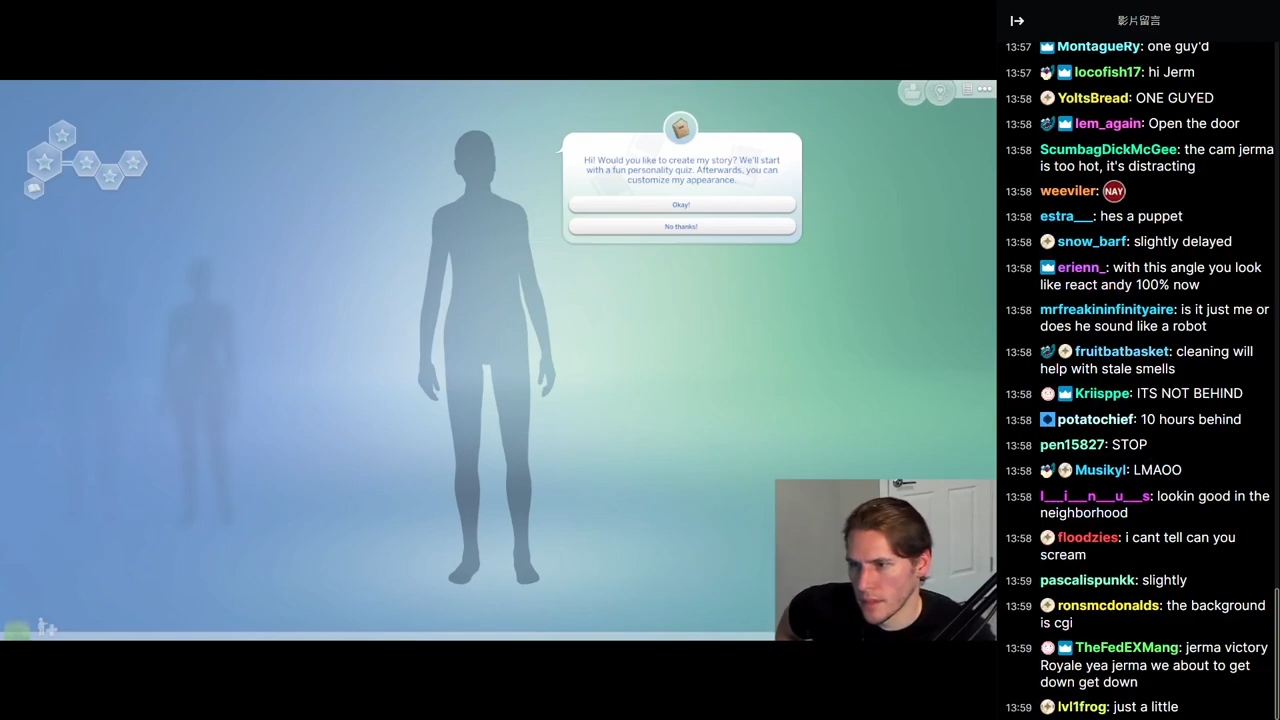 Hi! Would you like to create my story? We'll start
with a fun personality quiz. Afterwards, you can
customize my appearance.
Okay!
No thanks!
影片留言
13:57 MontagueRy: one guy'd
13:57 locofish17: hi Jerm
13:58 YoltsBread: ONE GUYED
13:58 lem_again: Open the door
13:58 ScumbagDickMcGee: the cam jerma
is too hot, it's distracting
13:58 weeviler: NAY
13:58 estra___: hes a puppet
13:58 snow_barf: slightly delayed
13:58 erienn_: with this angle you look
like react andy 100% now
13:58 mrfreakininfinityaire: is it just me or
does he sound like a robot
13:58 fruitbatbasket: cleaning will
help with stale smells
13:58 Kriisppe: ITS NOT BEHIND
13:58 potatochief: 10 hours behind
13:58 pen15827: STOP
13:58 Musikyl: LMAOO
13:58 l___i___n___u___s: lookin good in the
neighborhood
13:58 floodzies: i cant tell can you
scream
13:59 pascalispunkk: slightly
13:59 ronsmcdonalds: the background
is cgi
13:59 TheFedEXMang: jerma victory
Royale yea jerma we about to get
down get down
13:59 lvl1frog: just a little